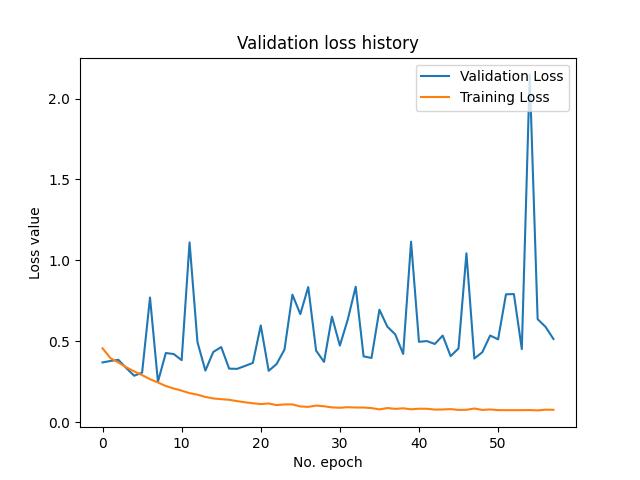 Validation loss history
Validation Loss
Training Loss
2.0
1.5
1.0
0.5
0.0
Loss value
0 10 20 30 40 50
No. epoch